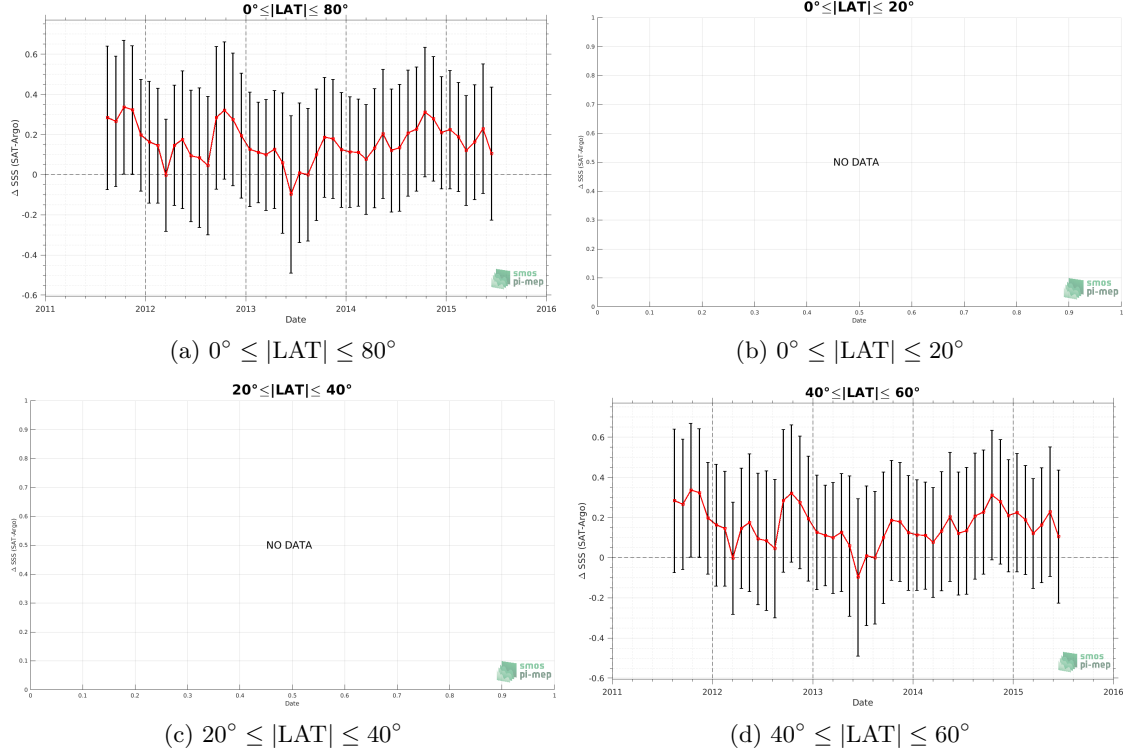 0°≤|LAT|≤ 80°
Δ SSS (SAT-Argo)
0.6
0.4
0.2
0
-0.2
-0.4
-0.6
2011 2012 2013 2014 2015 2016
Date
smos
pi-mep
(a) 0° ≤ |LAT| ≤ 80°
0°≤|LAT|≤ 20°
Δ SSS (SAT-Argo)
1
0.9
0.8
0.7
0.6
0.5
0.4
0.3
0.2
0.1
0
NO DATA
0 0.1 0.2 0.3 0.4 0.5 0.6 0.7 0.8 0.9 1
Date
smos
pi-mep
(b) 0° ≤ |LAT| ≤ 20°
20°≤|LAT|≤ 40°
Δ SSS (SAT-Argo)
1
0.9
0.8
0.7
0.6
0.5
0.4
0.3
0.2
0.1
0
NO DATA
0 0.1 0.2 0.3 0.4 0.5 0.6 0.7 0.8 0.9 1
Date
smos
pi-mep
(c) 20° ≤ |LAT| ≤ 40°
40°≤|LAT|≤ 60°
Δ SSS (SAT-Argo)
0.6
0.4
0.2
0
-0.2
-0.4
-0.6
2011 2012 2013 2014 2015 2016
Date
smos
pi-mep
(d) 40° ≤ |LAT| ≤ 60°